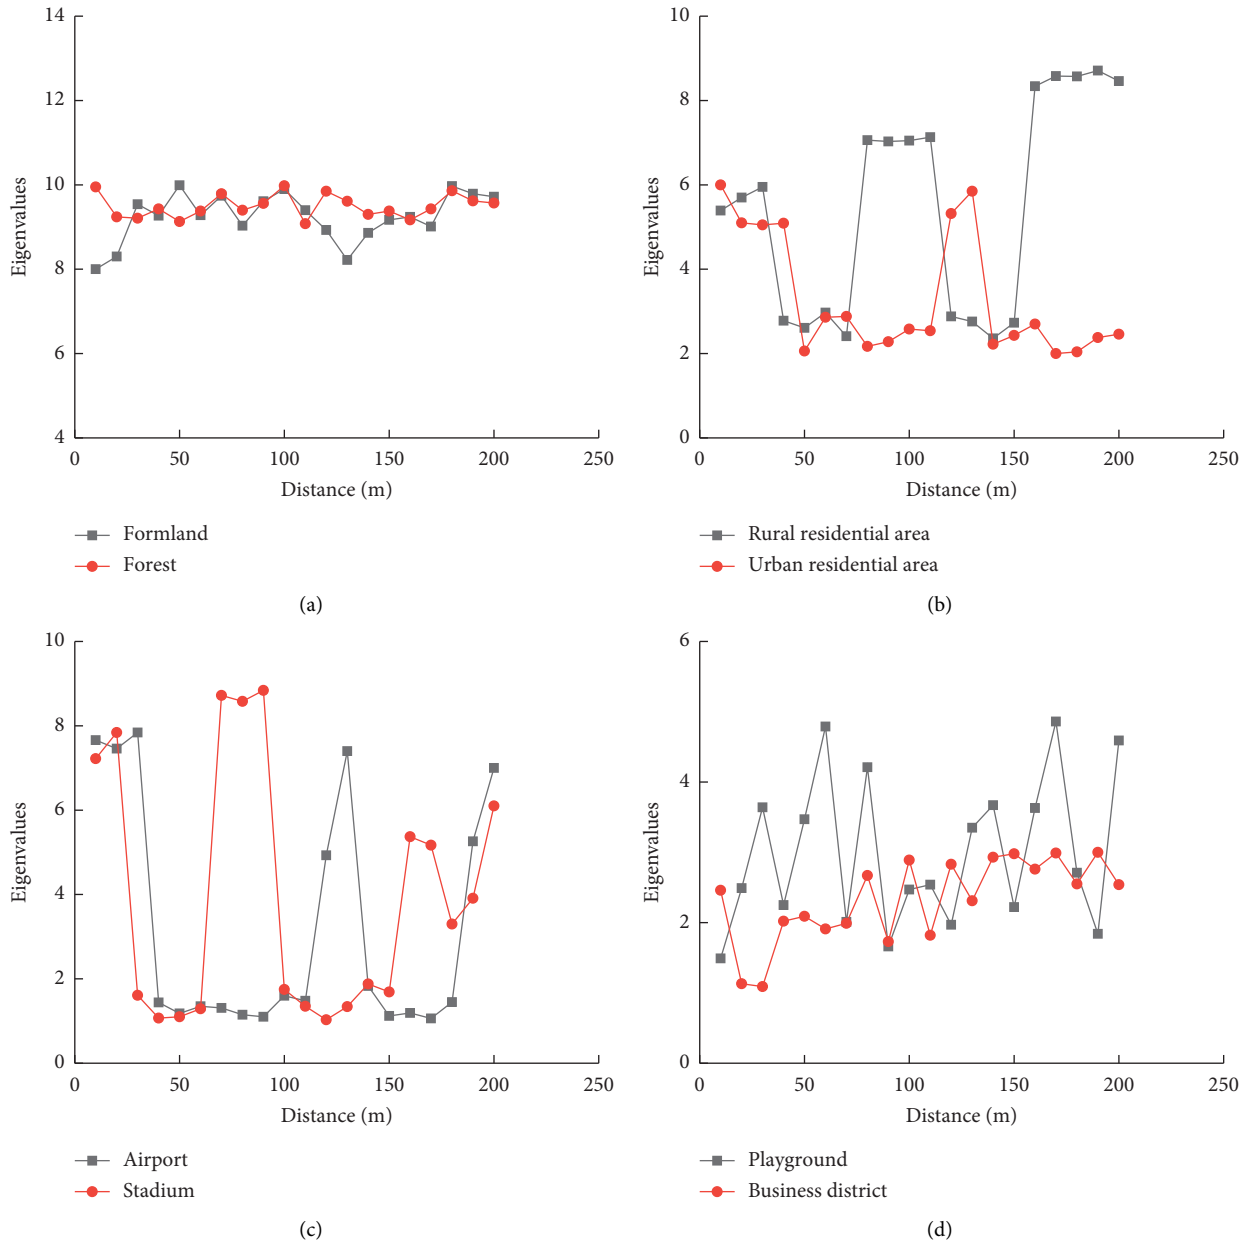 14
12
10
8
6
4
0 50 100 150 200 250
Eigenvalues
Distance (m)
Formland
Forest
(a)
10
8
6
4
2
0
0 50 100 150 200 250
Eigenvalues
Distance (m)
Rural residential area
Urban residential area
(b)
10
8
6
4
2
0
0 50 100 150 200 250
Eigenvalues
Distance (m)
Airport
Stadium
(c)
6
4
2
0
0 50 100 150 200 250
Eigenvalues
Distance (m)
Playground
Business district
(d)